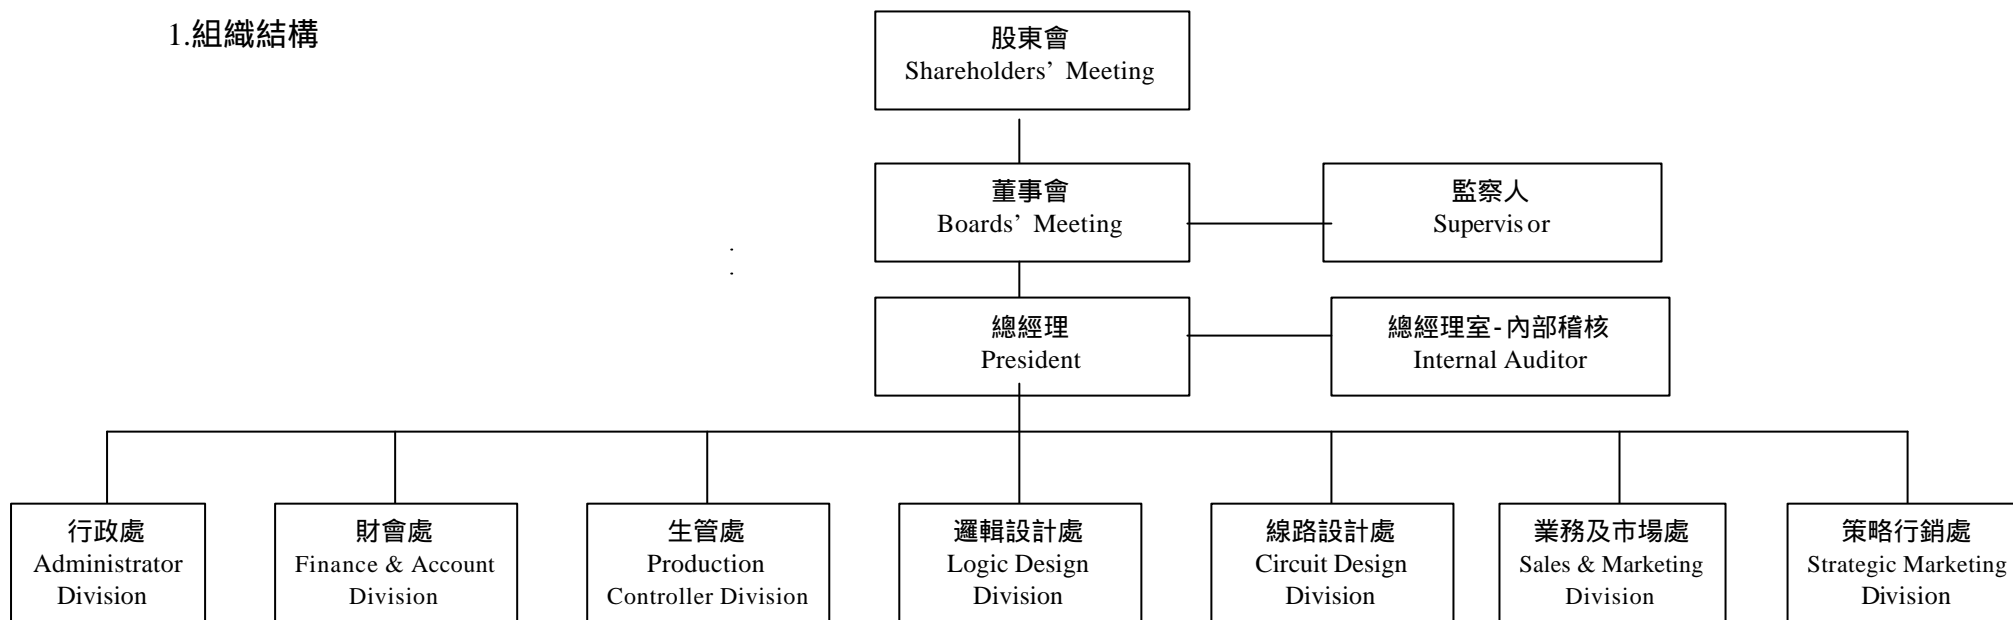 1.組織結構
股東會
Shareholders’ Meeting
董事會
Boards’ Meeting
監察人
Supervisor
總經理
President
總經理室-內部稽核
Internal Auditor
行政處
Administrator
Division
財會處
Finance & Account
Division
生管處
Production
Controller Division
邏輯設計處
Logic Design
Division
線路設計處
Circuit Design
Division
業務及市場處
Sales & Marketing
Division
策略行銷處
Strategic Marketing
Division